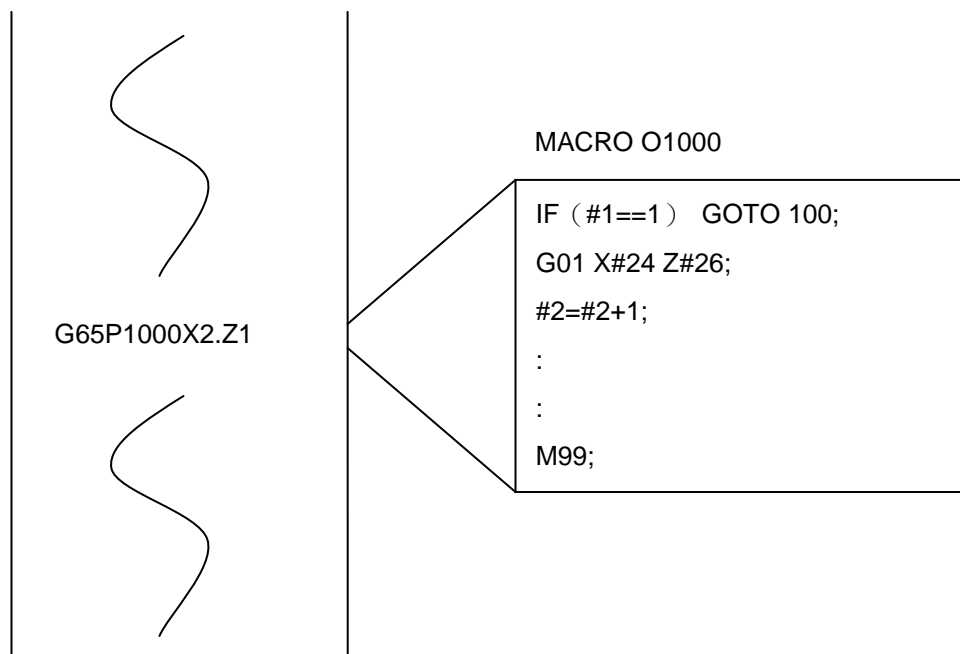 MACRO O1000
IF（#1==1） GOTO 100;
G01 X#24 Z#26;
G65P1000X2.Z1
#2=#2+1;
:
:
M99;